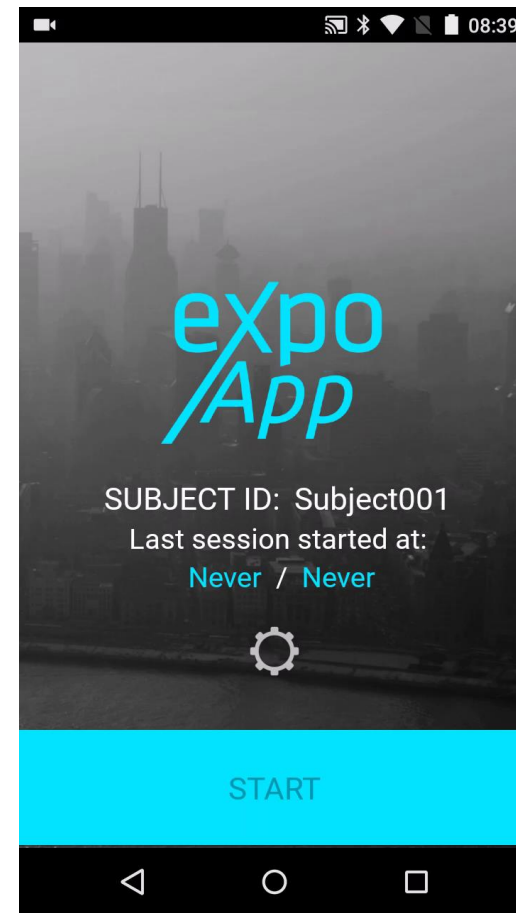 08:39
expo
App
SUBJECT ID: Subject001
Last session started at:
Never / Never
START